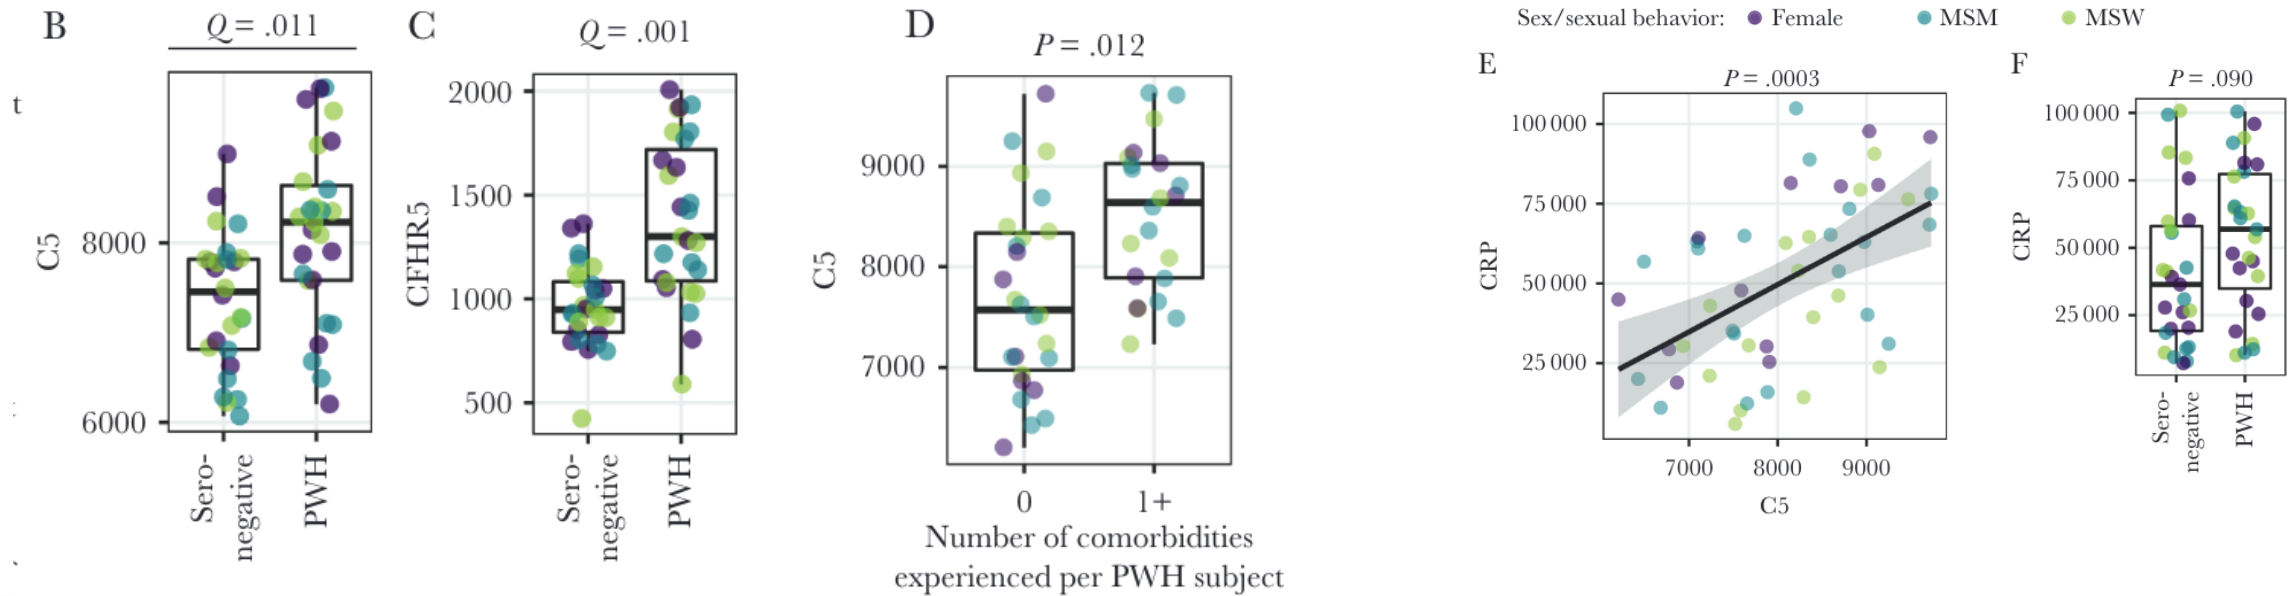 t
B
Q = .011
C5
8000
6000
Sero-
negative
PWH
C
Q = .001
CFHR5
2000
1500
1000
500
Sero-
negative
PWH
D
P = .012
C5
9000
8000
7000
0
1+
Number of comorbidities
experienced per PWH subject
Sex/sexual behavior: Female MSM MSW
E
P = .0003
CRP
100 000
75 000
50 000
25 000
7000 8000 9000
C5
F
P = .090
CRP
100 000
75 000
50 000
25 000
Sero-
negative
PWH